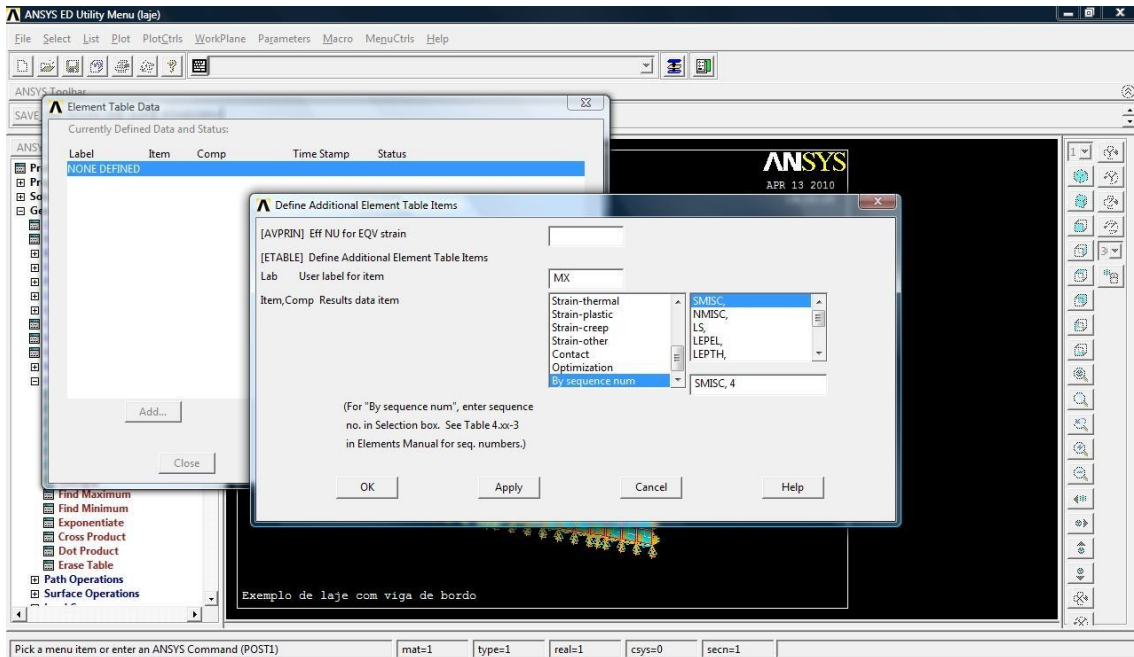 ANSYS ED Utility Menu (laje)
File Select List Plot PlotCtrls WorkPlane Parameters Macro MenuCtrls Help
ANSYS Toolbar
SAVE
Element Table Data
Currently Defined Data and Status:
Label Item Comp Time Stamp Status
NONE DEFINED
Add...
Close
ANSYS
APR 13 2010
Define Additional Element Table Items
[AVPRIN] Eff NU for EQV strain
[ETABLE] Define Additional Element Table Items
Lab User label for item MX
Item,Comp Results data item
Strain-thermal
Strain-plastic
Strain-creep
Strain-other
Contact
Optimization
By sequence num
SMISC,
NMISC,
LS,
LEPEL,
LEPTH,
SMISC, 4
(For "By sequence num", enter sequence
no. in Selection box. See Table 4.xx-3
in Elements Manual for seq. numbers.)
OK Apply Cancel Help
Find Maximum
Find Minimum
Exponentiate
Cross Product
Dot Product
Erase Table
Path Operations
Surface Operations
Exemplo de laje com viga de bordo
1
3
Pick a menu item or enter an ANSYS Command (POST1) mat=1 type=1 real=1 csys=0 secn=1